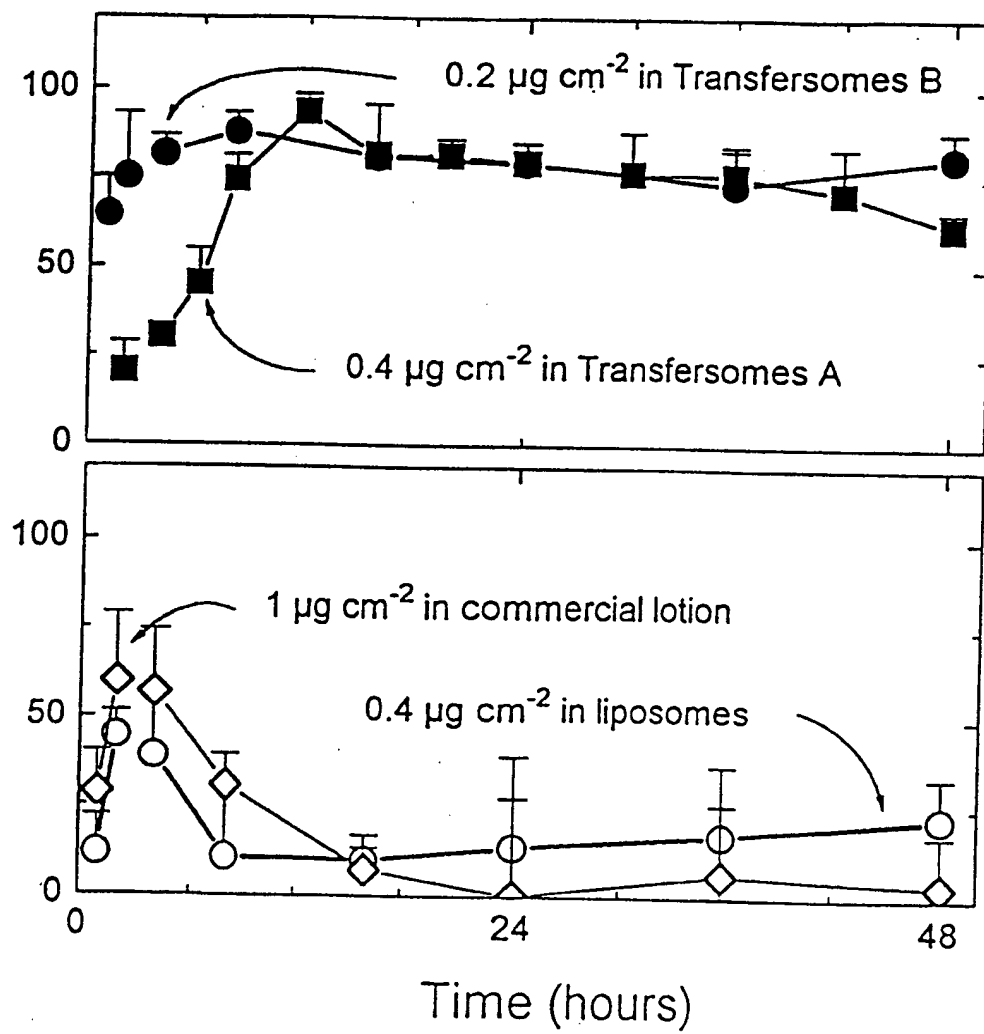 100
0.2 µg cm-2 in Transfersomes B
50
0.4 µg cm-2 in Transfersomes A
0
100
1 µg cm-2 in commercial lotion
50
0.4 µg cm-2 in liposomes
0
0
24
48
Time (hours)